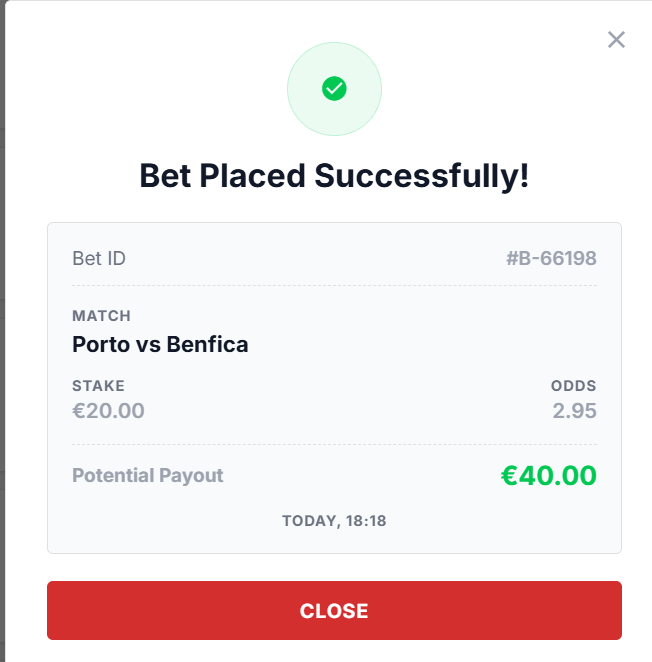 Bet Placed Successfully!
Bet ID #B-66198
MATCH
Porto vs Benfica
STAKE ODDS
€20.00 2.95
Potential Payout €40.00
TODAY, 18:18
CLOSE